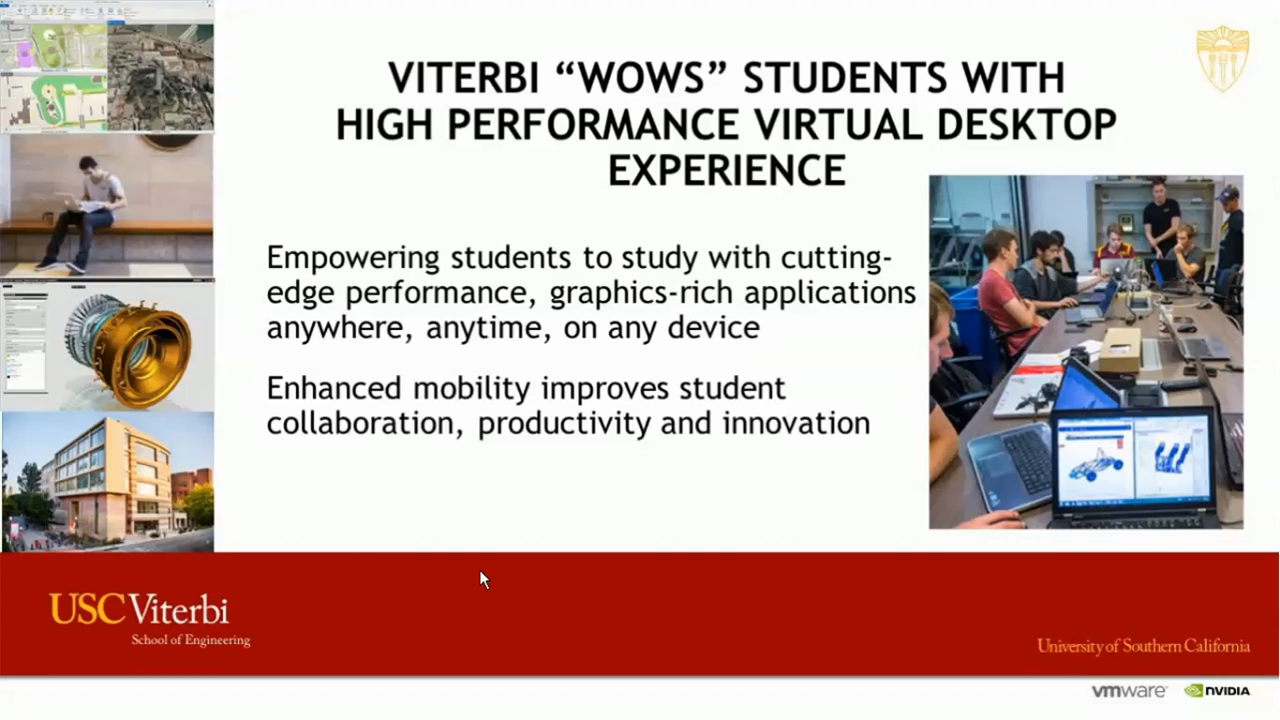 VITERBI “WOWS” STUDENTS WITH
HIGH PERFORMANCE VIRTUAL DESKTOP
EXPERIENCE
Empowering students to study with cutting-
edge performance, graphics-rich applications
anywhere, anytime, on any device
Enhanced mobility improves student
collaboration, productivity and innovation
USC Viterbi
School of Engineering
University of Southern California
vmware
NVIDIA